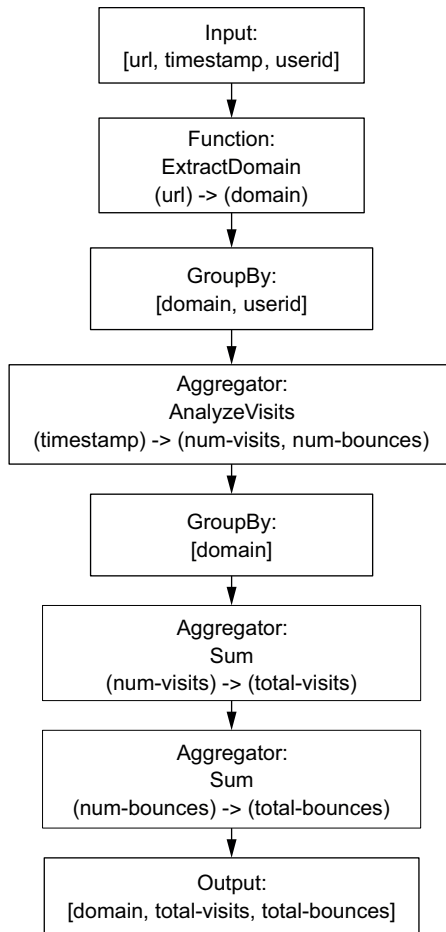 Input:
[url, timestamp, userid]
Function:
ExtractDomain
(url) -> (domain)
GroupBy:
[domain, userid]
Aggregator:
AnalyzeVisits
(timestamp) -> (num-visits, num-bounces)
GroupBy:
[domain]
Aggregator:
Sum
(num-visits) -> (total-visits)
Aggregator:
Sum
(num-bounces) -> (total-bounces)
Output:
[domain, total-visits, total-bounces]